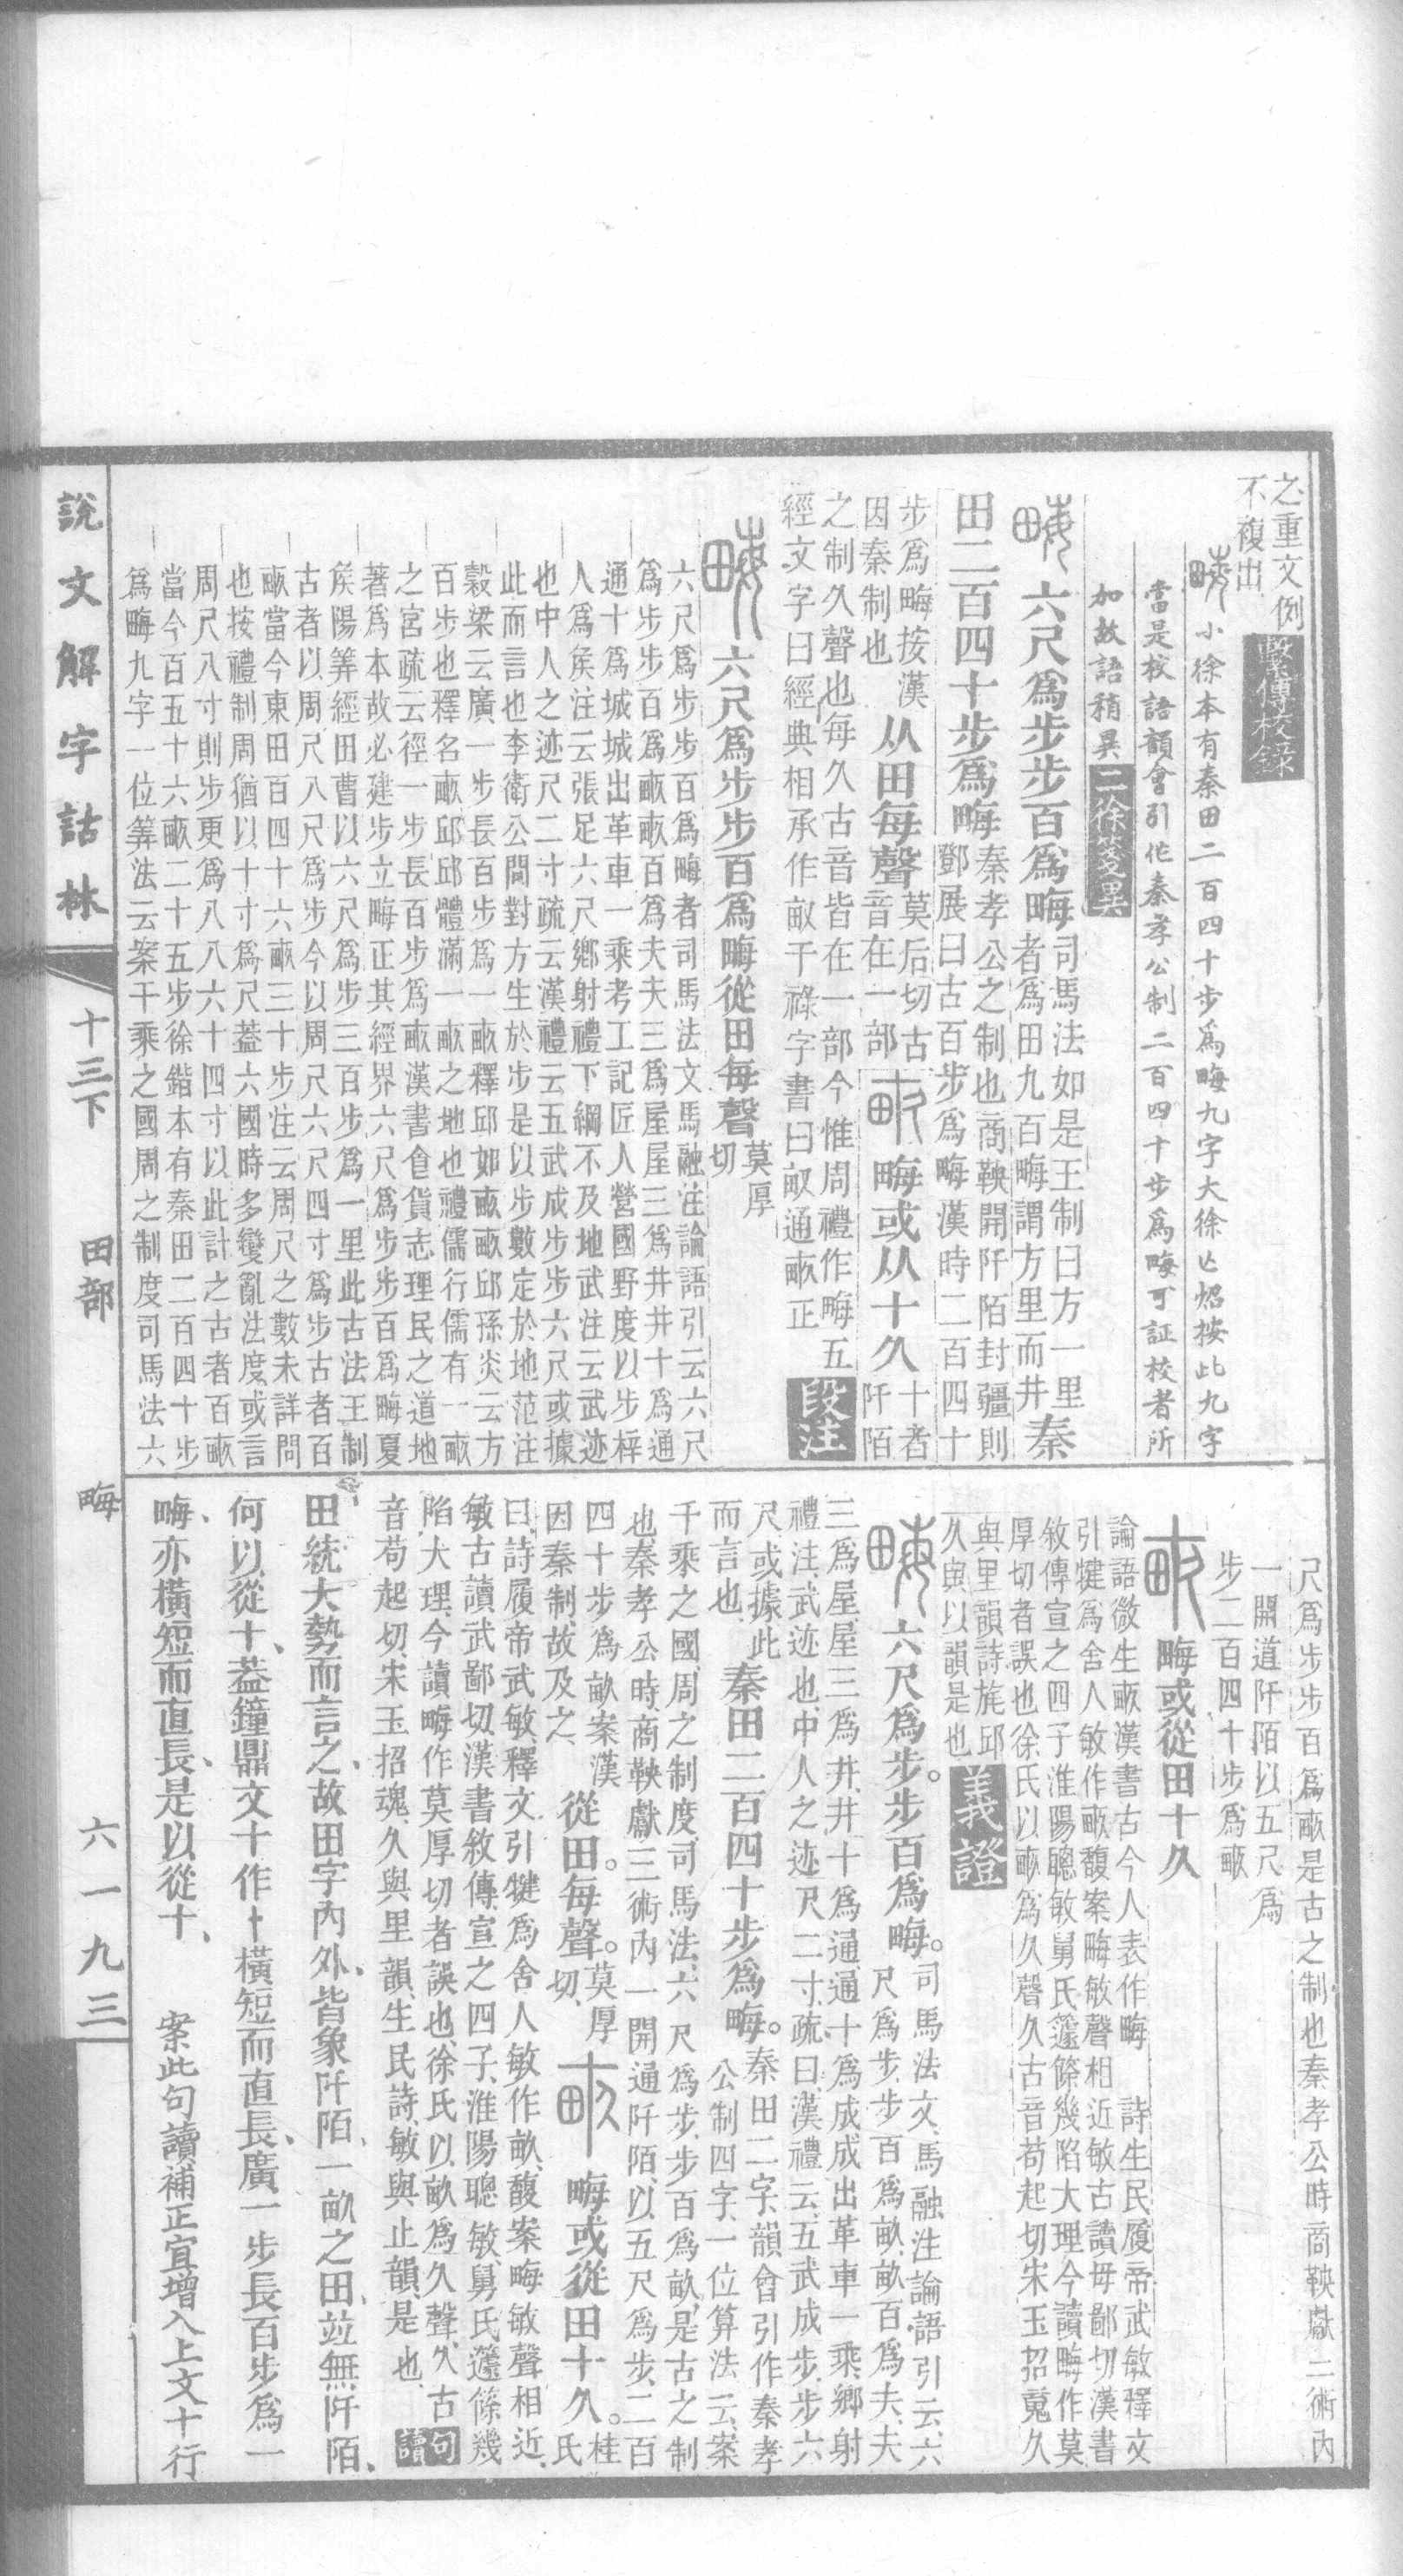 之重文例
不複出
繫傳校錄
畮小徐本有秦田二百四十步爲畮九字大徐亡炤按此九字
當是校語韻會引作秦孝公制二百四十步爲畮可証校者所
加故語稍異
二徐箋異
畮六尺爲步步百爲畮
司馬法如是王制曰方一里
者爲田九百畮謂方里而井
秦
田二百四十步爲畮
秦孝公之制也商鞅開阡陌封疆則
鄧展曰古百步爲畮漢時二百四十
步爲畮按漢
因秦制也
从田每聲
莫后切古
音在一部
畝畮或从十久
十者
阡陌
之制久聲也每久古音皆在一部今惟周禮作畮五
經文字曰經典相承作畝干祿字書曰畝通畞正
段注
畮六尺爲步步百爲畮從田每聲
莫厚
切
六尺爲步步百爲畮者司馬法文馬融注論語引云六尺
爲步步百爲畞畞百爲夫夫三爲屋屋三爲井井十爲通
通十爲城城出革車一乘考工記匠人營國野度以步梓
人爲侯注云張足六尺鄉射禮下綱不及地武注云武迹
也中人之迹尺二寸疏云漢禮云五武成步步六尺或據
此而言也李衛公問對方生於步是以步數定於地范注
穀梁云廣一步長百步爲一畞釋邱如畞畞邱孫炎云方
百步也釋名畞邱邱體滿一畞之地也禮儒行儒有一畞
之宮疏云徑一步長百步爲畞漢書食貨志理民之道地
著爲本故必建步立畮正其經界六尺爲步步百爲畮夏
侯陽筭經田曹以六尺爲步三百步爲一里此古法王制
古者以周尺八尺爲步今以周尺六尺四寸爲步古者百
畞當今東田百四十六畞三十步注云周尺之數未詳問
也按禮制周猶以十寸爲尺蓋六國時多變亂法度或言
周尺八寸則步更爲八八六十四寸以此計之古者百畞
當今百五十六畞二十五步徐鍇本有秦田二百四十步
爲畮九字一位筭法云案千乘之國周之制度司馬法六
尺爲步步百爲畞是古之制也秦孝公時商鞅獻二術內
一開道阡陌以五尺爲
步二百四十步爲畞
畝畮或從田十久
論語微生畞漢書古今人表作畮 詩生民履帝武敏釋文
引犍爲舍人敏作畞馥案畮敏聲相近敏古讀毋鄙切漢書
敘傳宣之四子淮陽聰敏舅氏籧篨幾陷大理今讀畮作莫
厚切者誤也徐氏以畞爲久聲久古音苟起切宋玉招䰟久
與里韻詩旄邱
久與以韻是也
義證
畮六尺爲步。步百爲畮。
司馬法文、馬融注論語引云、六
尺爲步、步百爲畝、畝百爲夫、夫
三爲屋、屋三爲井、井十爲通、通十爲成、成出革車一乘、鄉射
禮注、武迹也、中人之迹尺二寸、疏曰、漢禮云、五武成步、步六
尺、或據此
而言也、
秦田二百四十步爲畮。
秦田二字、韻會引作秦孝
公制四字、一位算法云、案
千乘之國、周之制度、司馬法、六尺爲步、步百爲畝、是古之制
也、秦孝公時、商鞅獻三術、內一開通阡陌、以五尺爲步、二百
四十步爲畝、案漢
因秦制、故及之、
從田。每聲。
莫厚
切、
畝畮或從田十久。
桂氏
曰、詩履帝武敏、釋文、引犍爲舍人敏作畝、馥案畮敏聲相近、
敏古讀武鄙切、漢書敘傳、宣之四子、淮陽聰敏、舅氏籧篨、幾
陷大理、今讀畮作莫厚切者、誤也、徐氏以畝爲久聲、久古
音苟起切、宋玉招魂、久與里韻、生民詩、敏與止韻、是也、
句讀
田統大勢而言之、故田字內外、皆象阡陌、一畝之田、竝無阡陌、
何以從十、葢鐘鼎文十作十、橫短而直長、廣一步長百步爲一
畮、亦橫短而直長、是以從十、 案此句讀補正宜增入上文十行
說文解字詁林
十三下
田部
畮
六一九三